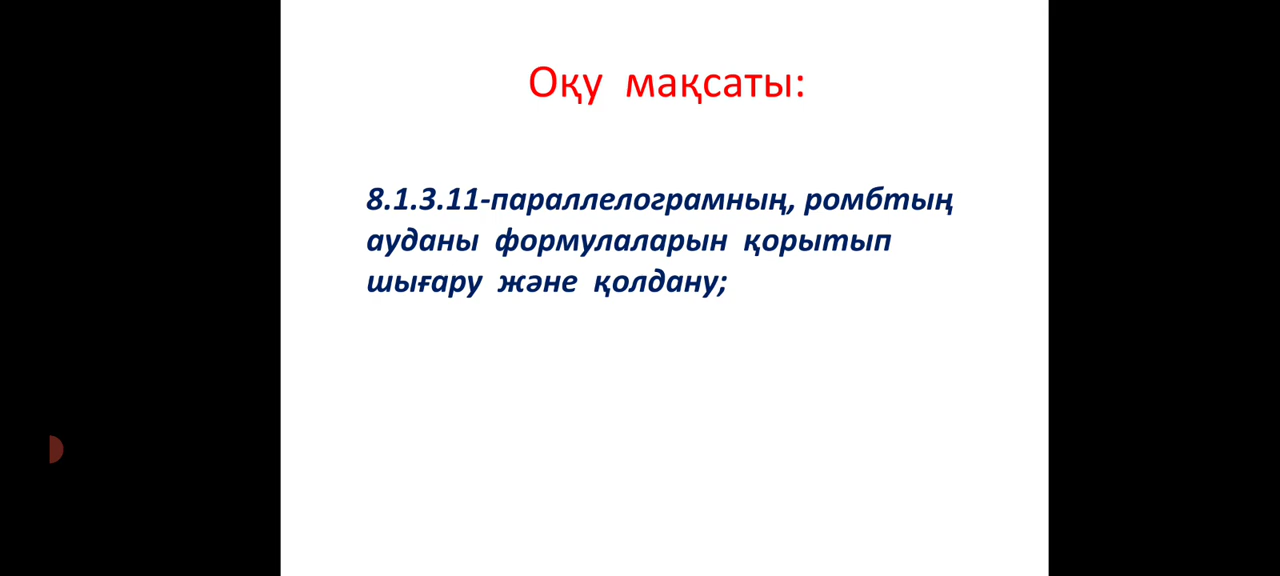 Оқу мақсаты:
8.1.3.11-параллелограмның, ромбтың
ауданы формулаларын қорытып
шығару және қолдану;